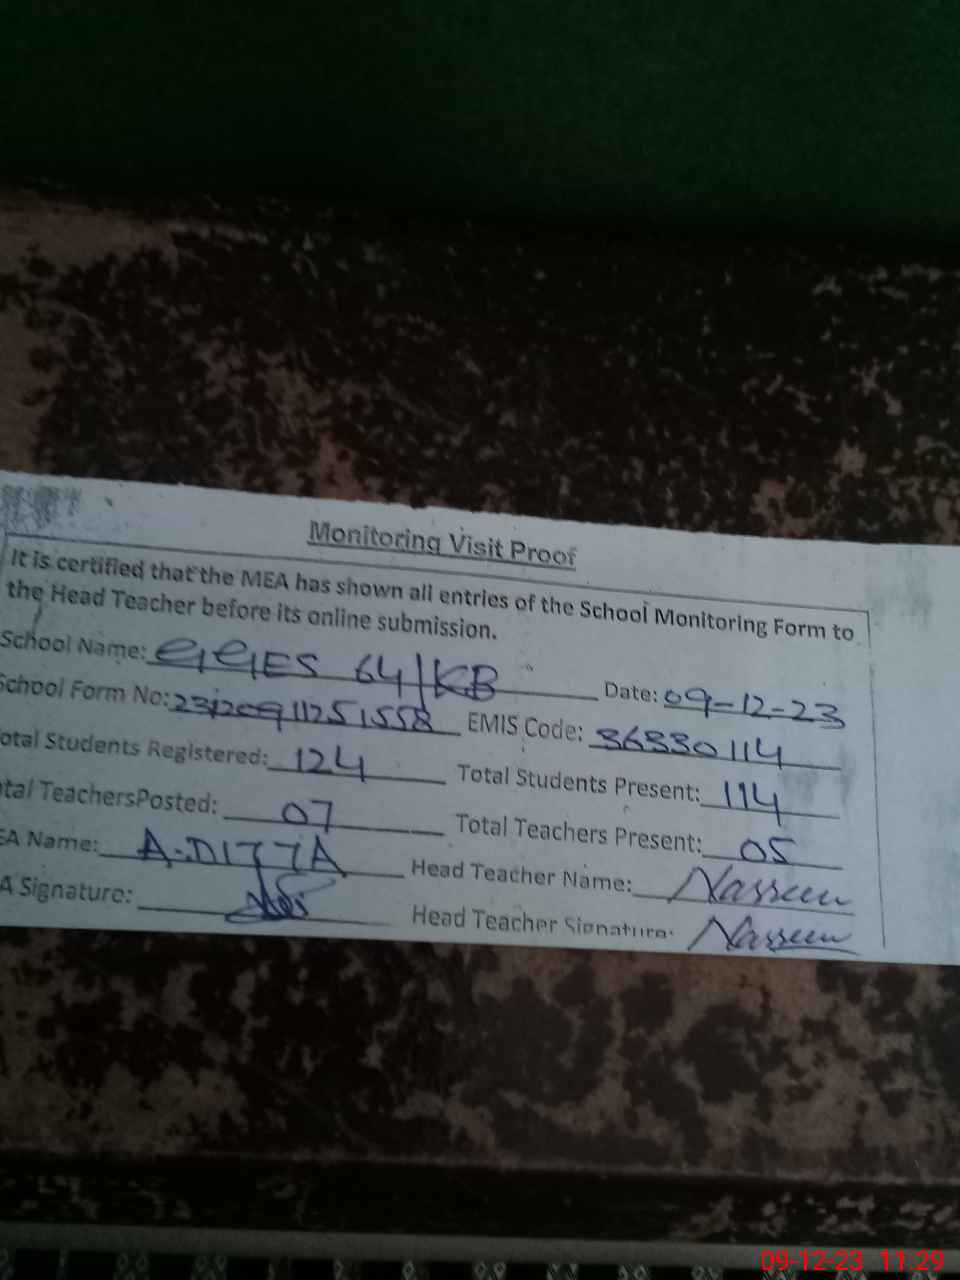 Monitoring Visit Proof
It is certified that the MEA has shown all entries of the School Monitoring Form to
the Head Teacher before its online submission.
School Name: GGES 64/KB Date: 09-12-23
School Form No: 23120911251558 EMIS Code: 36330114
otal Students Registered: 124 Total Students Present: 114
tal TeachersPosted: 07 Total Teachers Present: 05
EA Name: A.DITTA Head Teacher Name: Nasreen
A Signature: Head Teacher Signature: Nasreen
09-12-23 11:29